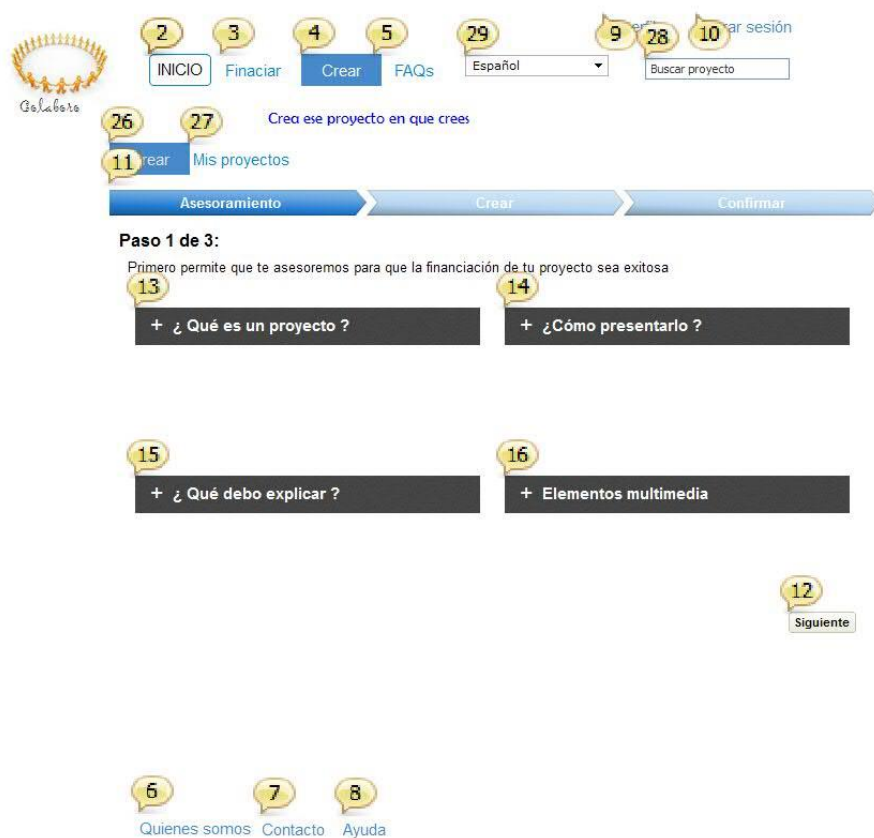 2 3 4 5 29 9 28 10
INICIO Finaciar Crear FAQs Español Buscar proyecto sesión
Colaboro
26 27 Crea ese proyecto en que crees
11 Mis proyectos
Asesoramiento Crear Confirmar
Paso 1 de 3:
Primero permite que te asesoremos para que la financiación de tu proyecto sea exitosa
13 14
+ ¿ Qué es un proyecto ? + ¿Cómo presentarlo ?
15 16
+ ¿ Qué debo explicar ? + Elementos multimedia
12
Siguiente
6 7 8
Quienes somos Contacto Ayuda